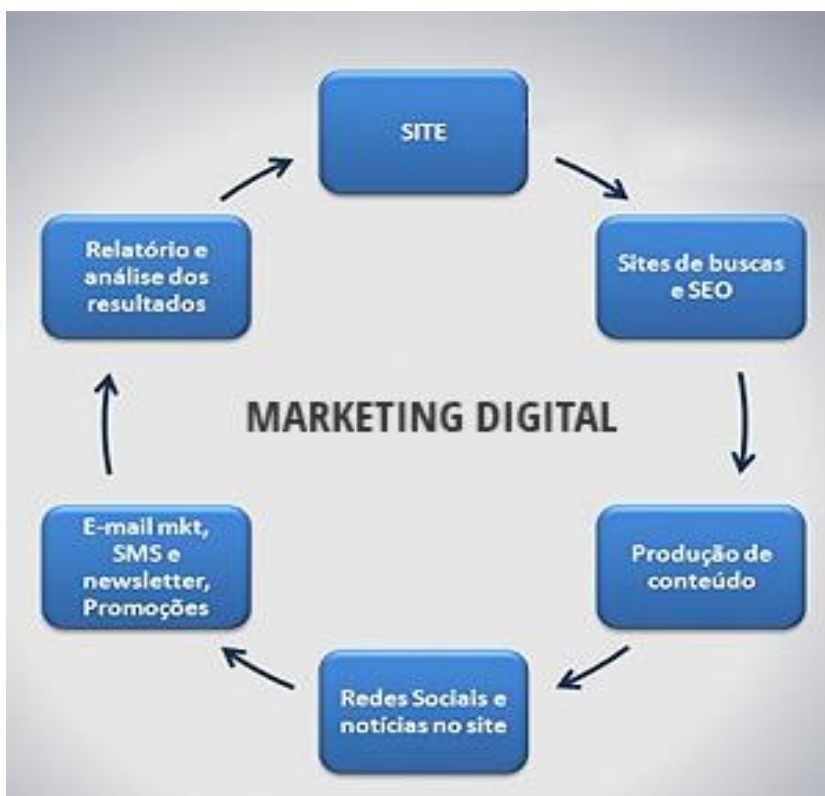 SITE
Sites de buscas
e SEO
Produção de
conteúdo
Redes Sociais e
notícias no site
E-mail mkt,
SMS e
newsletter,
Promoções
Relatório e
análise dos
resultados
MARKETING DIGITAL